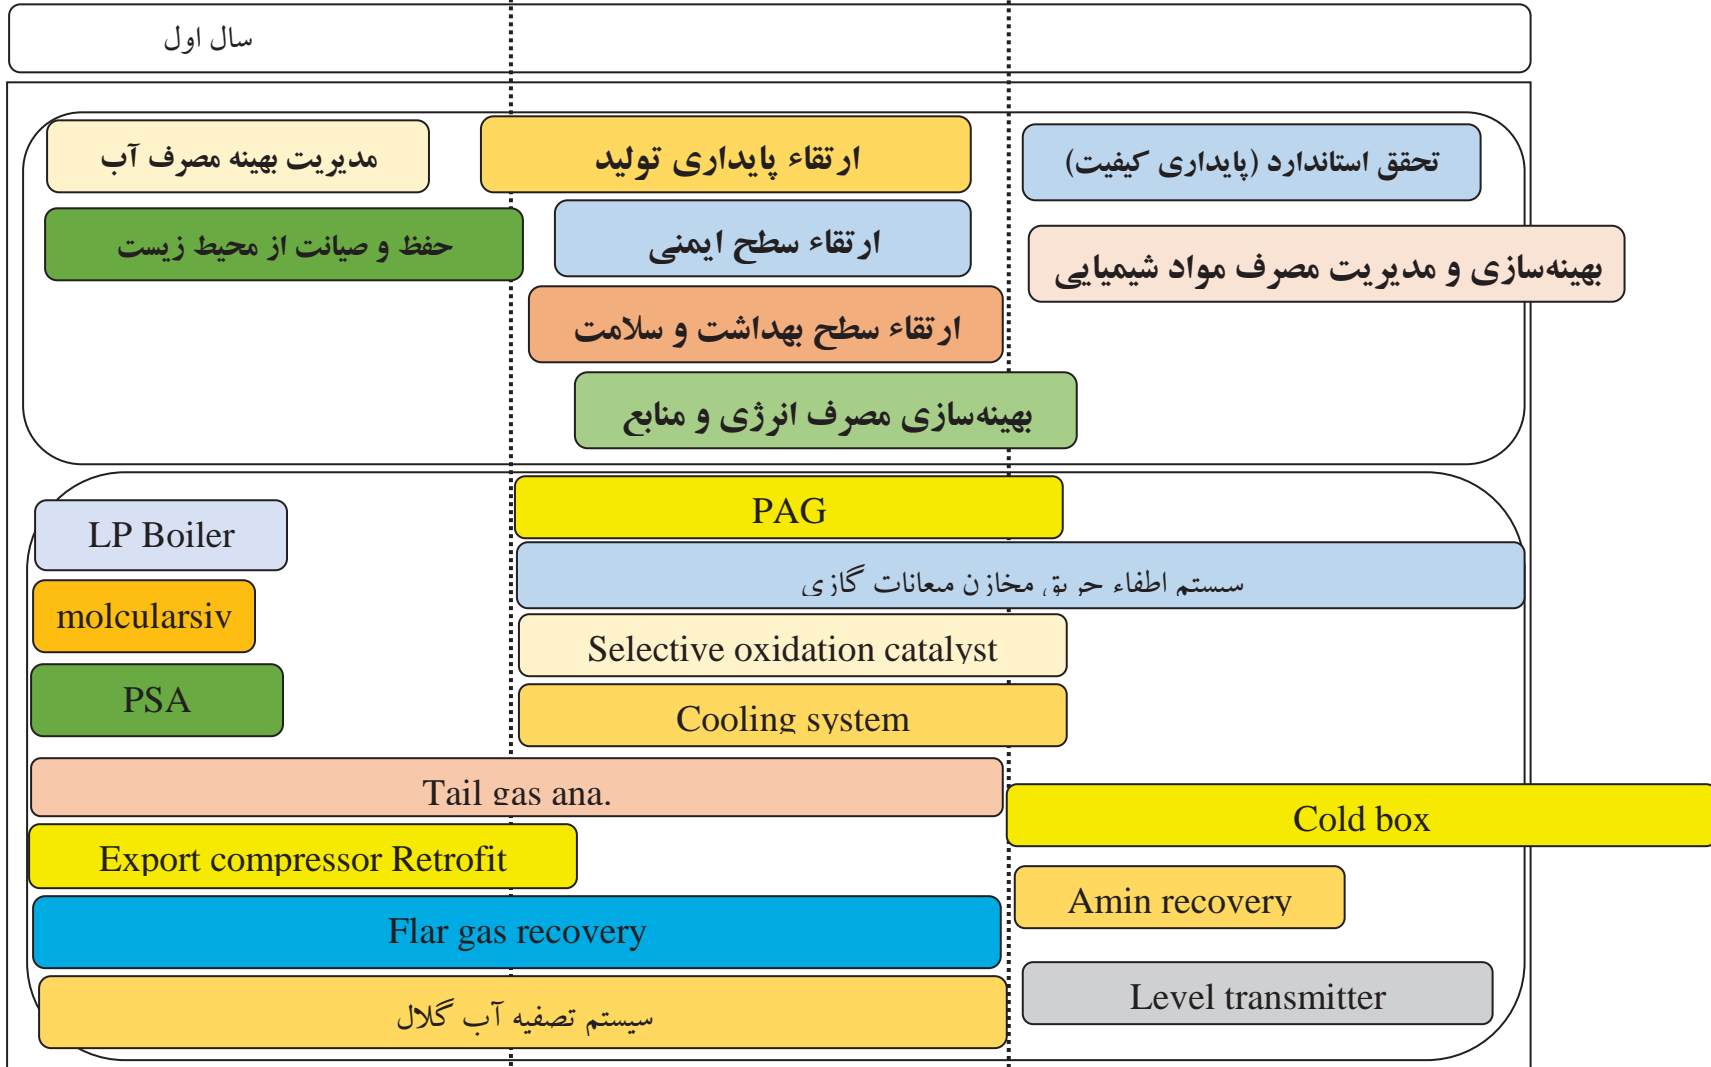 سال اول
مدیریت بهینه مصرف آب
ارتقاء پایداری تولید
تحقق استاندارد (پایداری کیفیت)
حفظ و صیانت از محیط زیست
ارتقاء سطح ایمنی
بهینه‌سازی و مدیریت مصرف مواد شیمیایی
ارتقاء سطح بهداشت و سلامت
بهینه‌سازی مصرف انرژی و منابع
LP Boiler
PAG
سیستم اطفاء حریق مخازن میعانات گازی
molcularsiv
Selective oxidation catalyst
PSA
Cooling system
Tail gas ana.
Cold box
Export compressor Retrofit
Amin recovery
Flar gas recovery
Level transmitter
سیستم تصفیه آب گلال